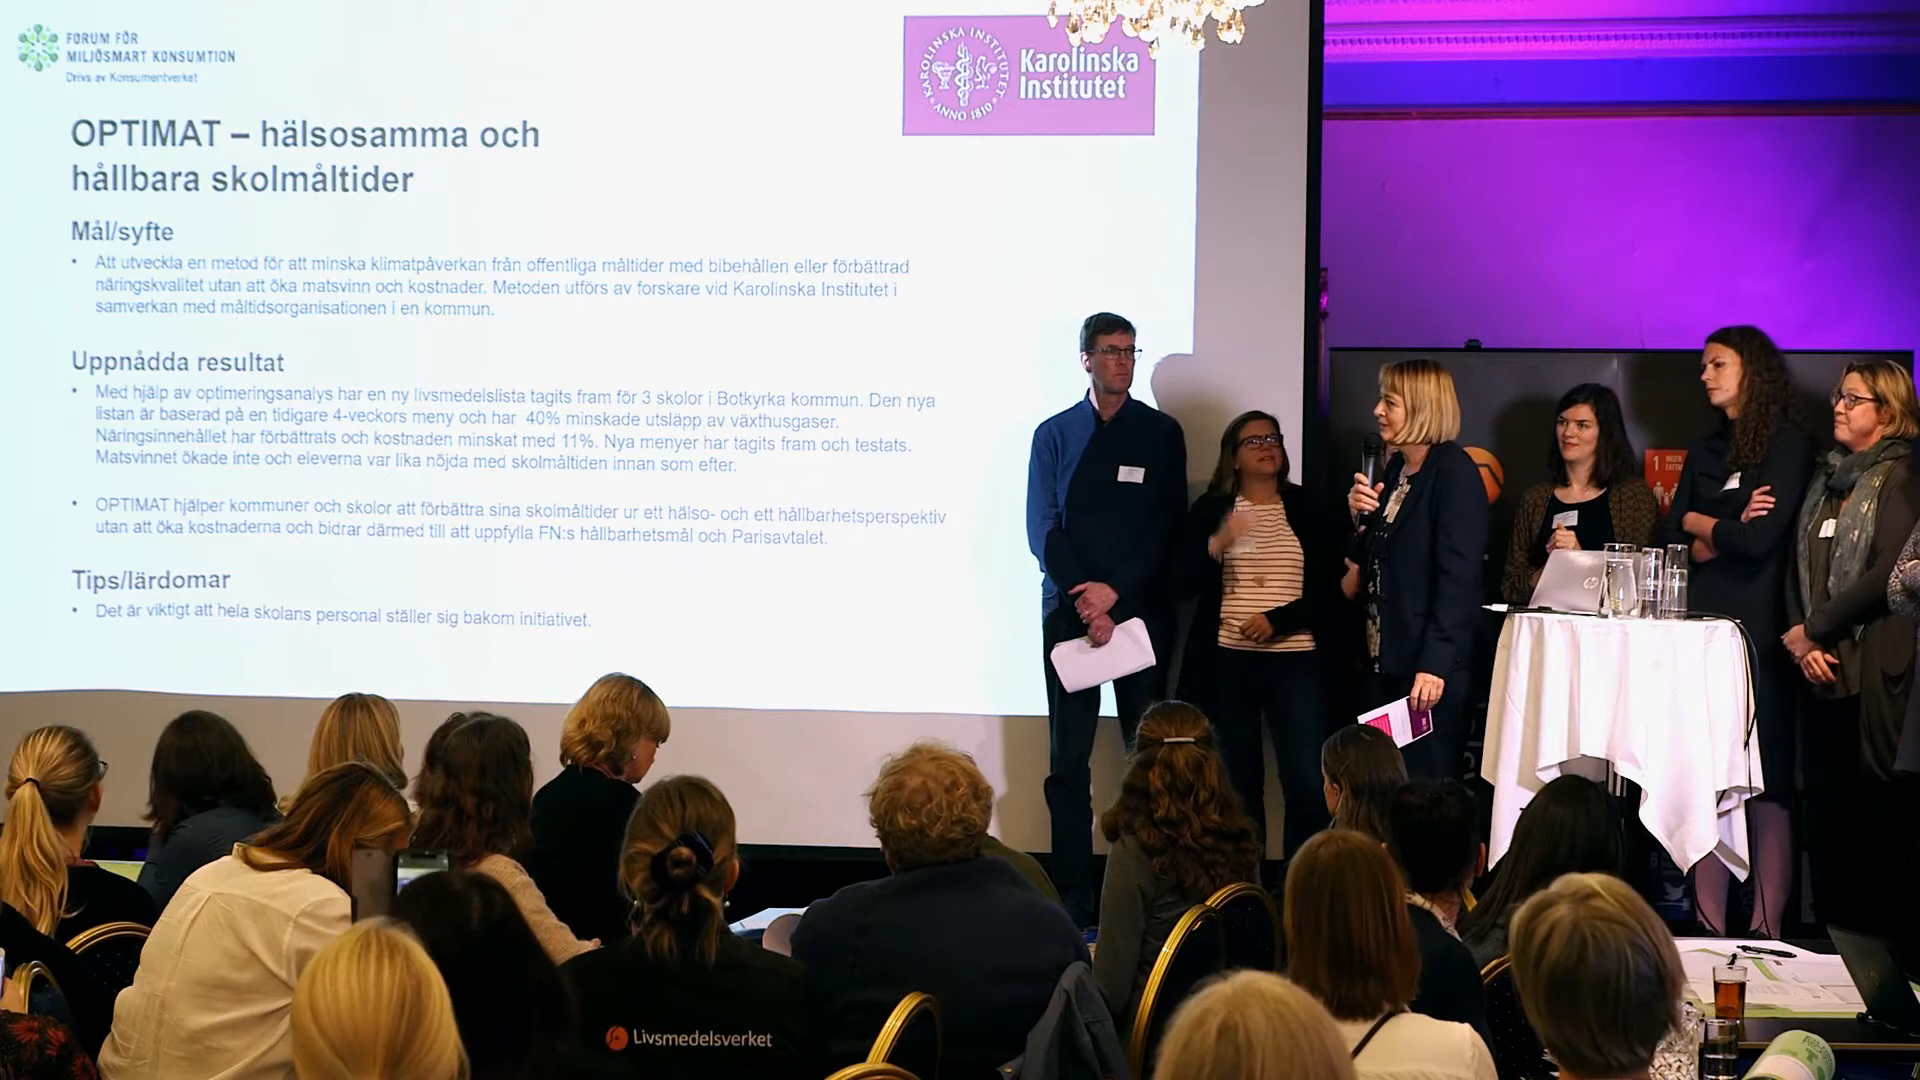 FORUM FÖR
MILJÖSMART KONSUMTION
Drivs av Konsumentverket
KAROLINSKA INSTITUTET
ANNO 1810
Karolinska
Institutet
OPTIMAT – hälsosamma och
hållbara skolmåltider
Mål/syfte
• Att utveckla en metod för att minska klimatpåverkan från offentliga måltider med bibehållen eller förbättrad
näringskvalitet utan att öka matsvinn och kostnader. Metoden utförs av forskare vid Karolinska Institutet i
samverkan med måltidsorganisationen i en kommun.
Uppnådda resultat
• Med hjälp av optimeringsanalys har en ny livsmedelslista tagits fram för 3 skolor i Botkyrka kommun. Den nya
listan är baserad på en tidigare 4-veckors meny och har 40% minskade utsläpp av växthusgaser.
Näringsinnehållet har förbättrats och kostnaden minskat med 11%. Nya menyer har tagits fram och testats.
Matsvinnet ökade inte och eleverna var lika nöjda med skolmåltiden innan som efter.
• OPTIMAT hjälper kommuner och skolor att förbättra sina skolmåltider ur ett hälso- och ett hållbarhetsperspektiv
utan att öka kostnaderna och bidrar därmed till att uppfylla FN:s hållbarhetsmål och Parisavtalet.
Tips/lärdomar
• Det är viktigt att hela skolans personal ställer sig bakom initiativet.
1 INGEN
hp
Livsmedelsverket